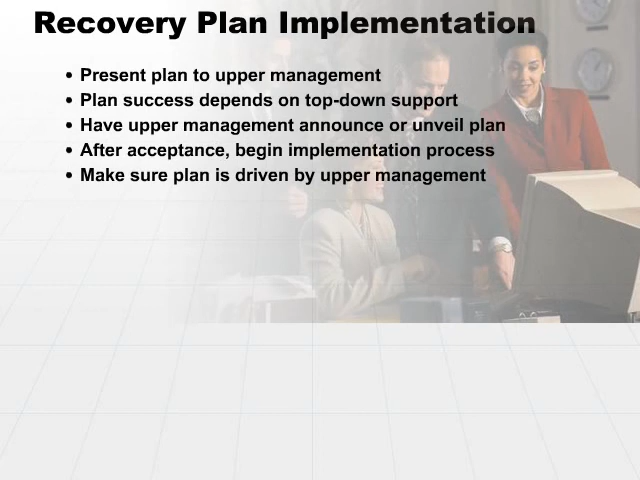 Recovery Plan Implementation
• Present plan to upper management
• Plan success depends on top-down support
• Have upper management announce or unveil plan
• After acceptance, begin implementation process
• Make sure plan is driven by upper management